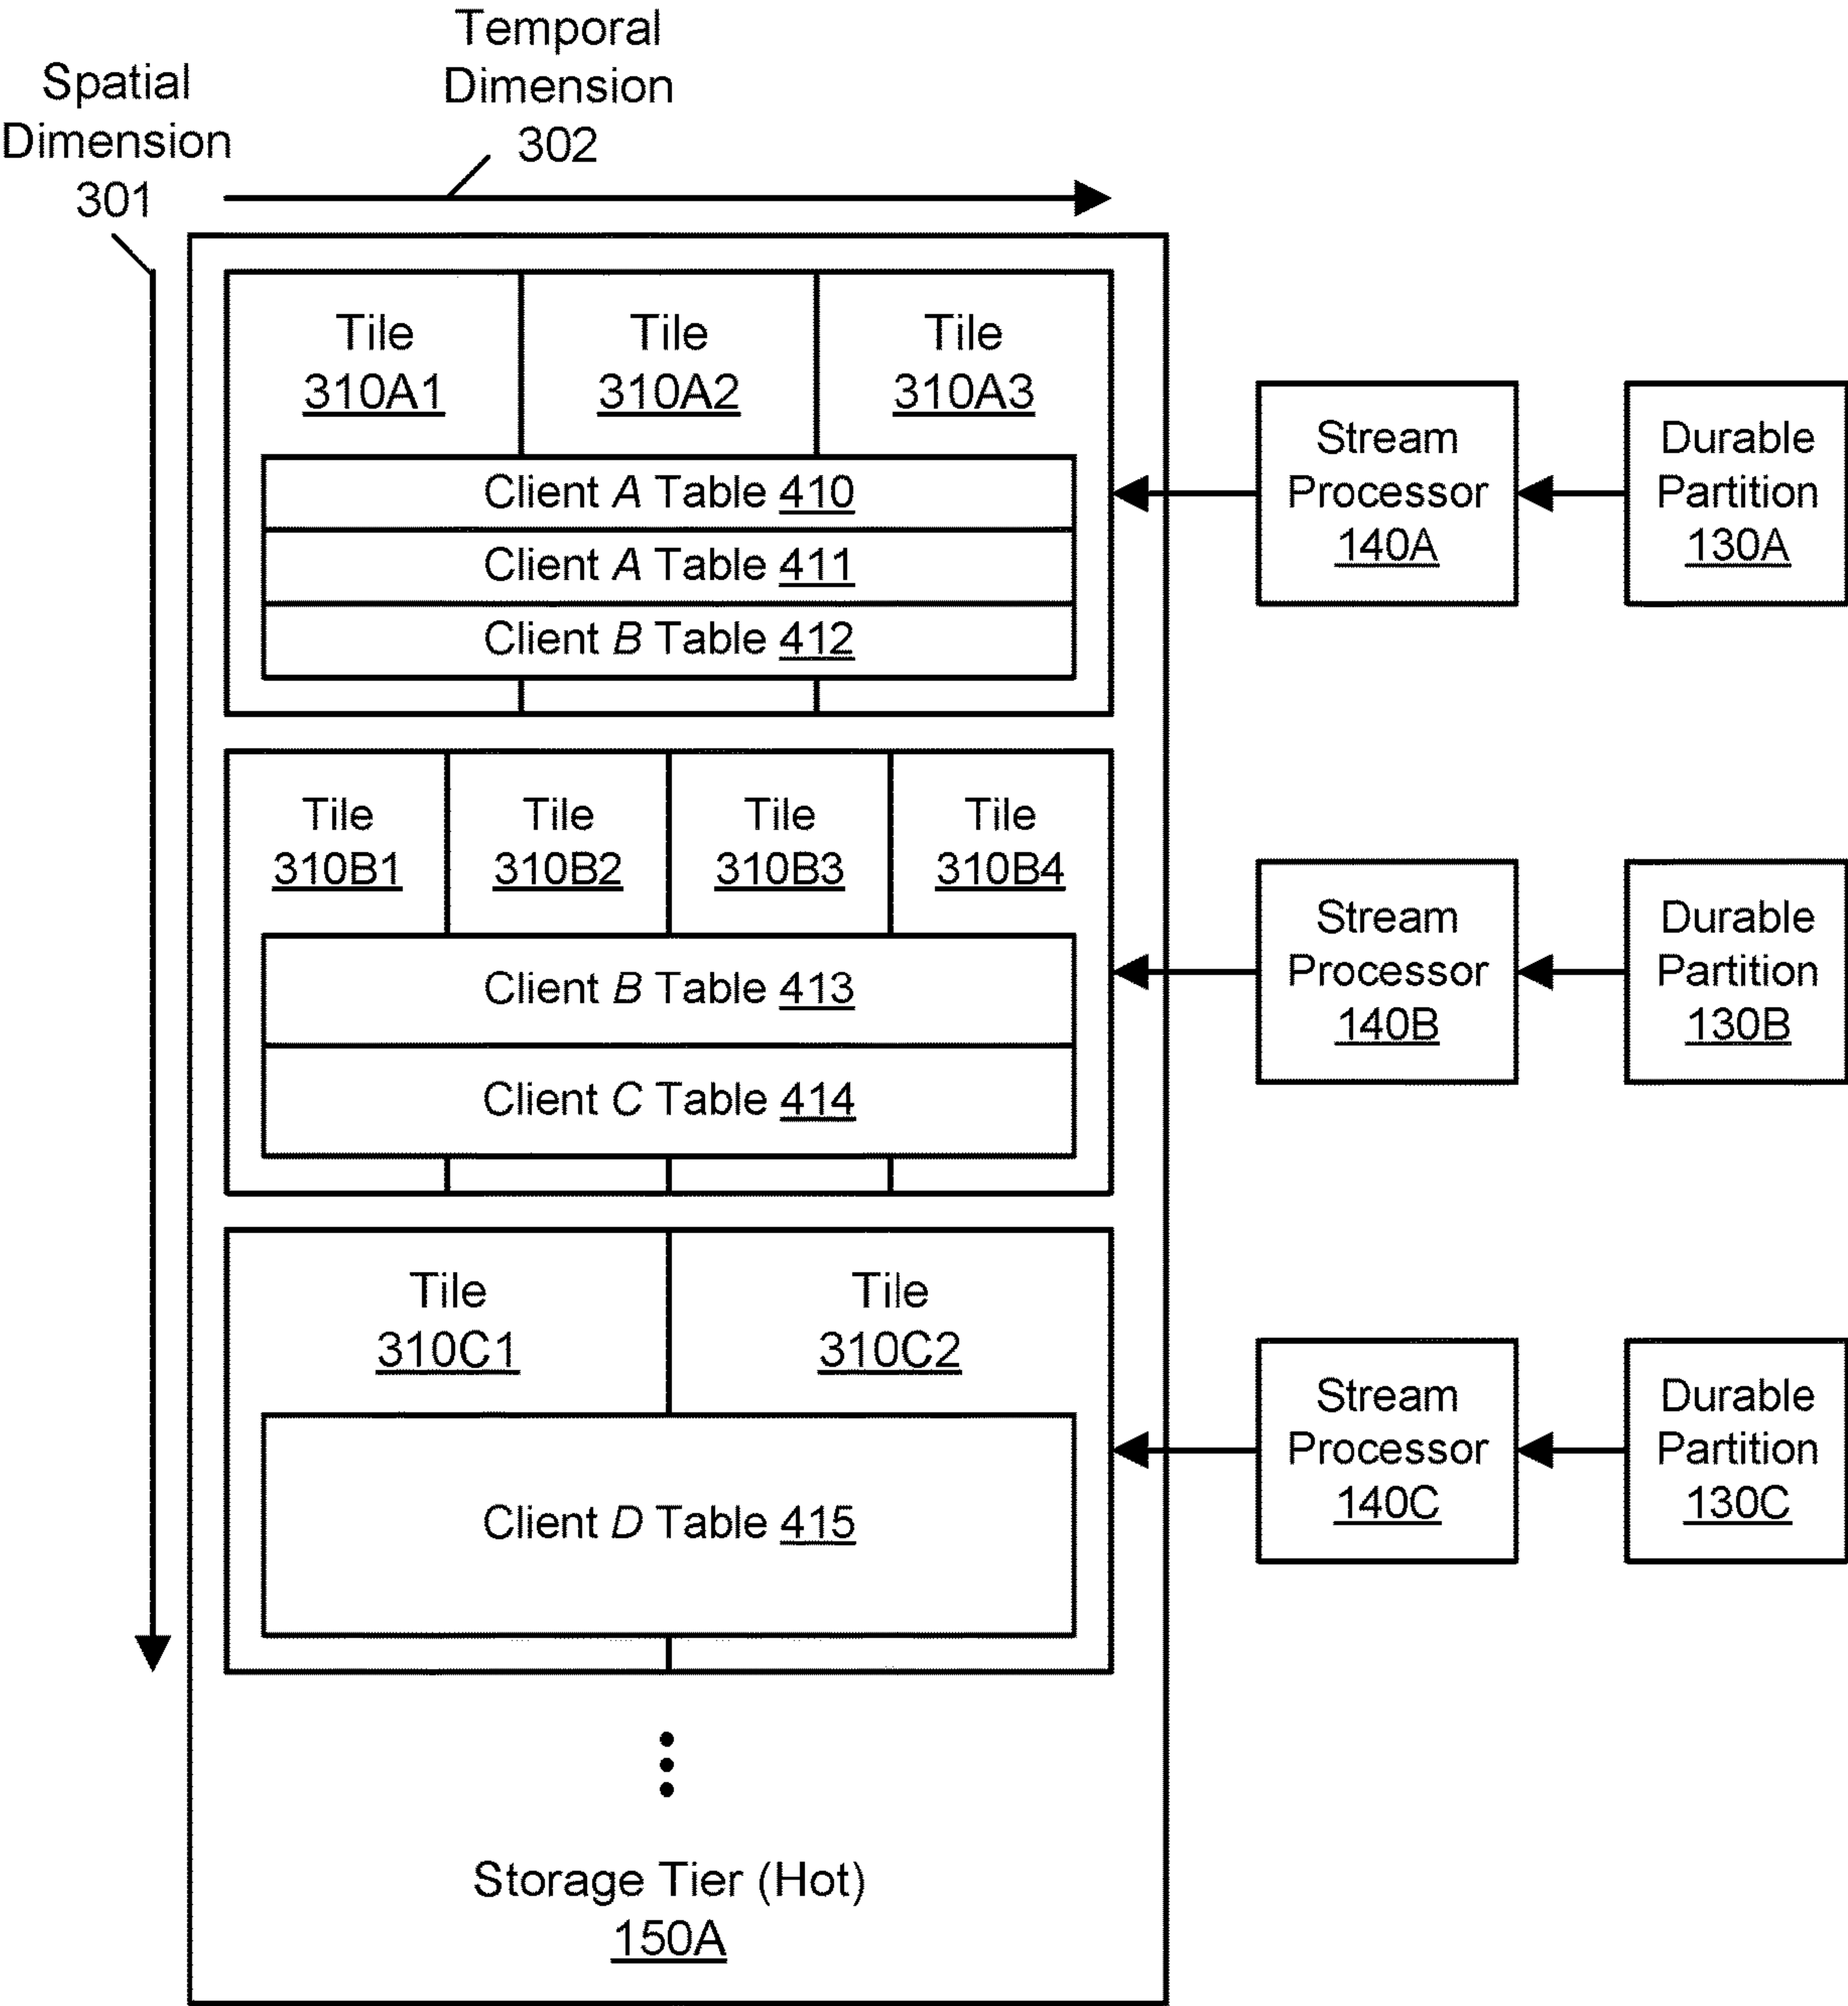 Temporal
Dimension
302
Spatial
Dimension
301
Tile
310A1
Tile
310A2
Tile
310A3
Client A Table 410
Client A Table 411
Client B Table 412
Stream
Processor
140A
Durable
Partition
130A
Tile
310B1
Tile
310B2
Tile
310B3
Tile
310B4
Client B Table 413
Client C Table 414
Stream
Processor
140B
Durable
Partition
130B
Tile
310C1
Tile
310C2
Client D Table 415
Stream
Processor
140C
Durable
Partition
130C
Storage Tier (Hot)
150A